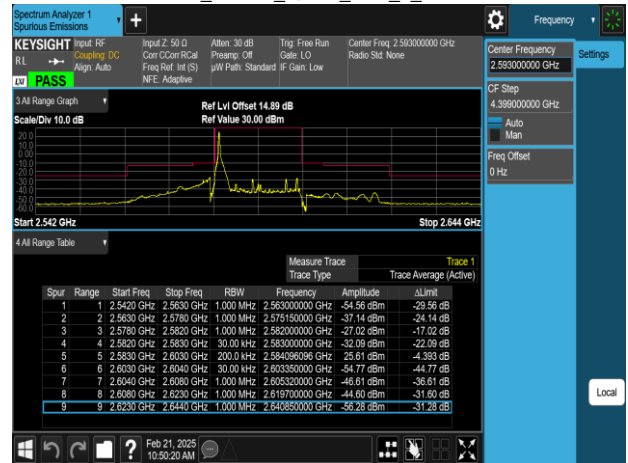 Spectrum Analyzer 1
Spurious Emissions
Frequency
KEYSIGHT
Input: RF
Coupling: DC
Align: Auto
Input Z: 50 Ω
Corr CCorr RCal
Freq Ref: Int (S)
NFE: Adaptive
Atten: 30 dB
Preamp: Off
µW Path: Standard
Trig: Free Run
Gate: LO
IF Gain: Low
Center Freq: 2.593000000 GHz
Radio Std: None
RL
LXI
PASS
Center Frequency
2.593000000 GHz
Settings
CF Step
4.399000000 GHz
Auto
Man
Freq Offset
0 Hz
3 All Range Graph
Scale/Div 10.0 dB
Ref Lvl Offset 14.89 dB
Ref Value 30.00 dBm
20.0
10.0
0.00
-10.0
-20.0
-30.0
-40.0
-50.0
-60.0
Start 2.542 GHz
Stop 2.644 GHz
4 All Range Table
Measure Trace Trace 1
Trace Type Trace Average (Active)
Spur Range Start Freq Stop Freq RBW Frequency Amplitude ΔLimit
1 1 2.5420 GHz 2.5630 GHz 1.000 MHz 2.563000000 GHz -54.56 dBm -29.56 dB
2 2 2.5630 GHz 2.5780 GHz 1.000 MHz 2.575150000 GHz -37.14 dBm -24.14 dB
3 3 2.5780 GHz 2.5820 GHz 1.000 MHz 2.582000000 GHz -27.02 dBm -17.02 dB
4 4 2.5820 GHz 2.5830 GHz 30.00 kHz 2.583000000 GHz -32.09 dBm -22.09 dB
5 5 2.5830 GHz 2.6030 GHz 200.0 kHz 2.584096096 GHz 25.61 dBm -4.393 dB
6 6 2.6030 GHz 2.6040 GHz 30.00 kHz 2.603350000 GHz -54.77 dBm -44.77 dB
7 7 2.6040 GHz 2.6080 GHz 1.000 MHz 2.605320000 GHz -46.61 dBm -36.61 dB
8 8 2.6080 GHz 2.6230 GHz 1.000 MHz 2.619700000 GHz -44.60 dBm -31.60 dB
9 9 2.6230 GHz 2.6440 GHz 1.000 MHz 2.640850000 GHz -56.28 dBm -31.28 dB
Local
Feb 21, 2025
10:50:20 AM